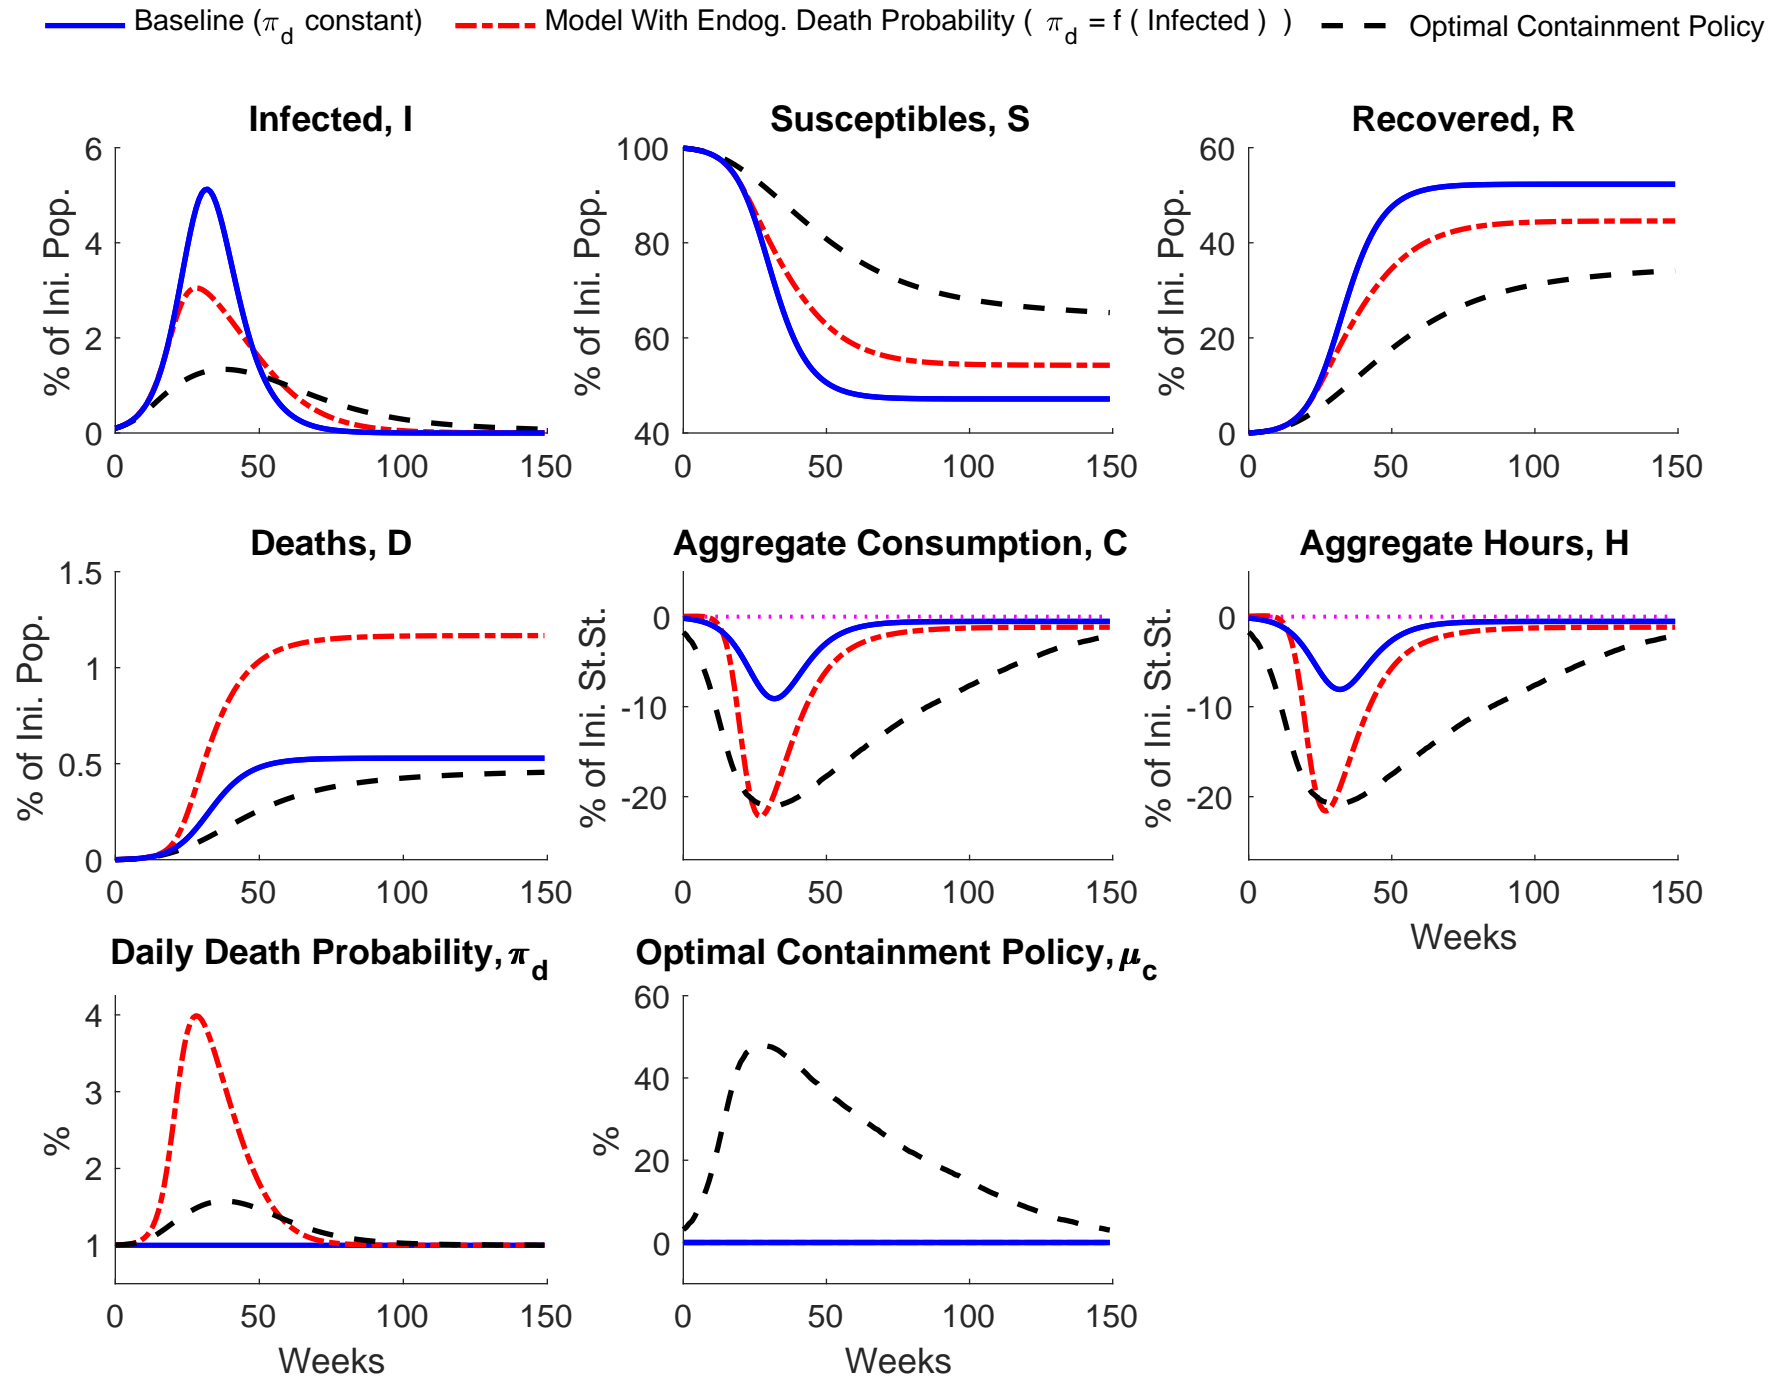 Baseline (π_d constant) Model With Endog. Death Probability ( π_d = f ( Infected ) ) Optimal Containment Policy
Infected, I Susceptibles, S Recovered, R
% of Ini. Pop.
6
4
2
0
0 50 100 150
% of Ini. Pop.
100
80
60
40
0 50 100 150
% of Ini. Pop.
60
40
20
0
0 50 100 150
Deaths, D Aggregate Consumption, C Aggregate Hours, H
% of Ini. Pop.
1.5
1
0.5
0
0 50 100 150
% of Ini. St.St.
0
-10
-20
0 50 100 150
% of Ini. St.St.
0
-10
-20
0 50 100 150
Weeks
Daily Death Probability, π_d Optimal Containment Policy, μ_c
%
4
3
2
1
0 50 100 150
Weeks
%
60
40
20
0
0 50 100 150
Weeks